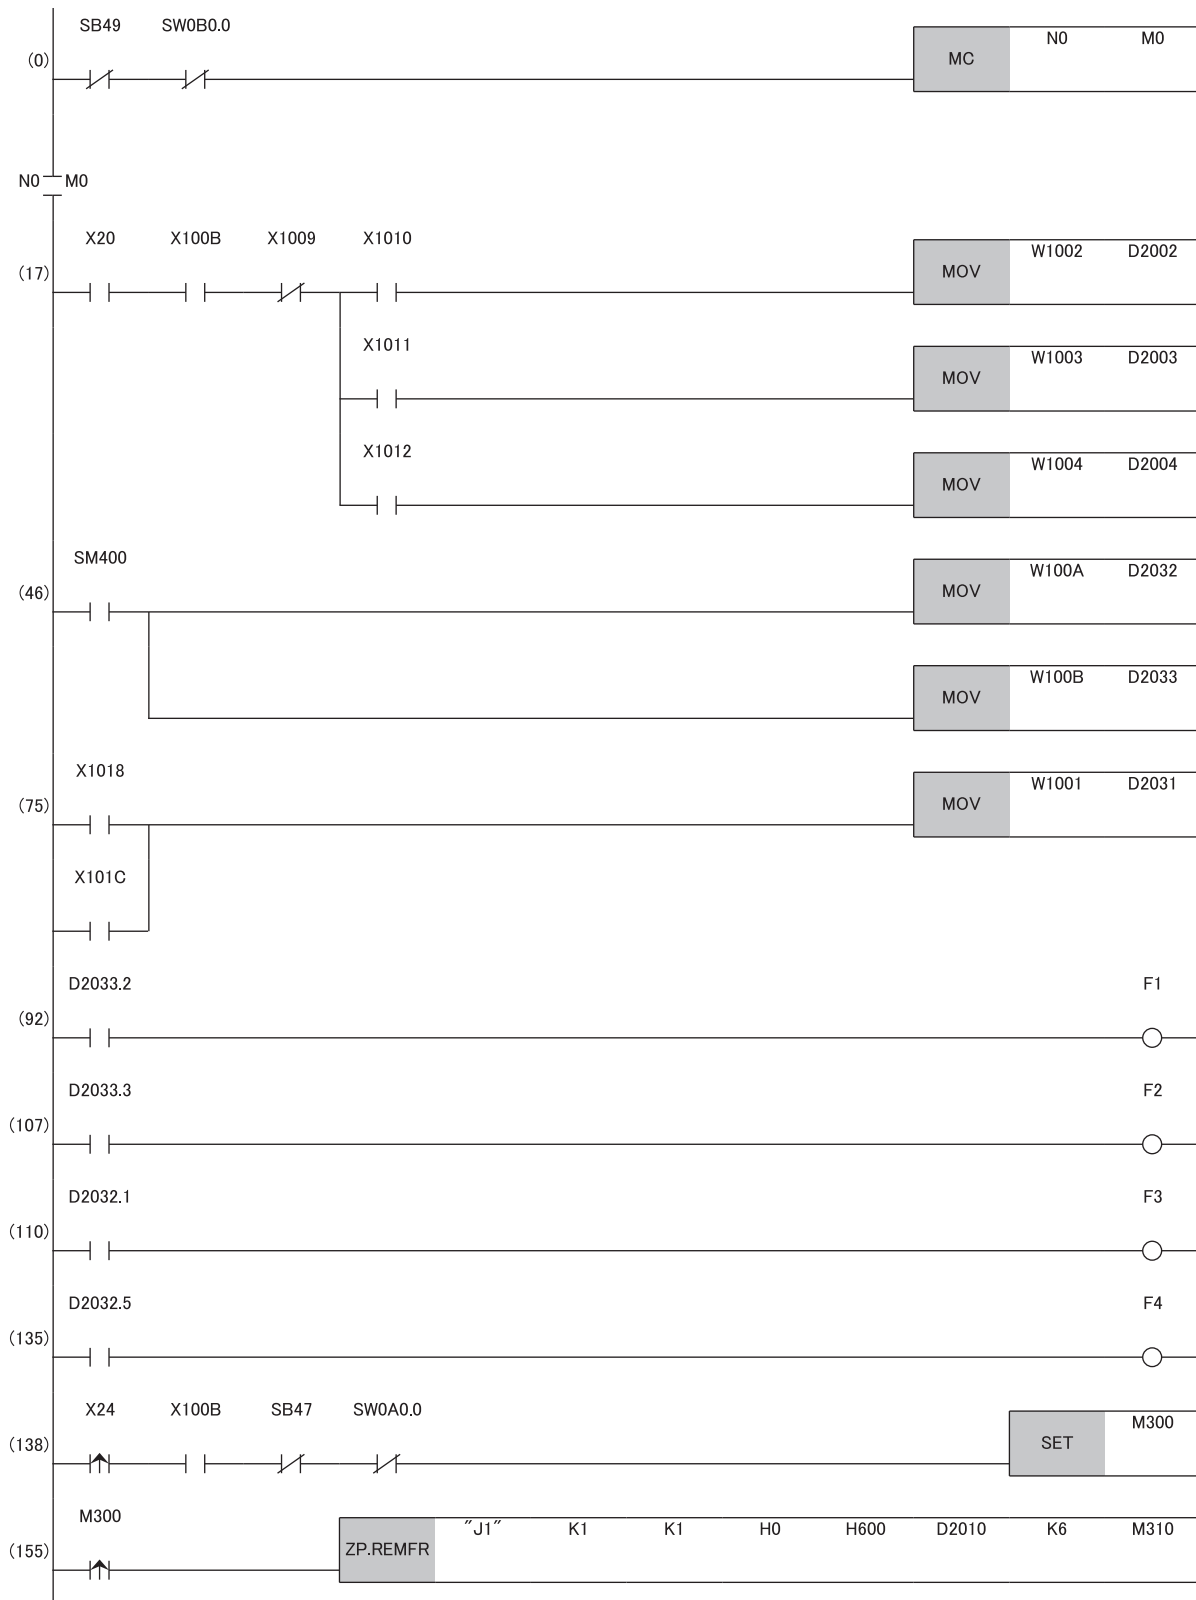 SB49 SW0B0.0
(0) MC N0 M0
N0 M0
X20 X100B X1009 X1010
(17) MOV W1002 D2002
X1011
MOV W1003 D2003
X1012
MOV W1004 D2004
SM400
(46) MOV W100A D2032
MOV W100B D2033
X1018
(75) MOV W1001 D2031
X101C
D2033.2 F1
(92)
D2033.3 F2
(107)
D2032.1 F3
(110)
D2032.5 F4
(135)
X24 X100B SB47 SW0A0.0
(138) SET M300
M300
(155) ZP.REMFR "J1" K1 K1 H0 H600 D2010 K6 M310